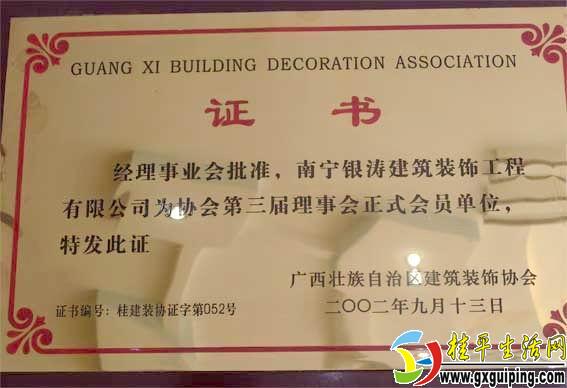 GUANG XI BUILDING DECORATION ASSOCIATION
证书
经理事业会批准，南宁银涛建筑装饰工程
有限公司为协会第三届理事会正式会员单位，
特发此证
广西壮族自治区建筑装饰协会
二〇〇二年九月十三日
证书编号：桂建装协证字第052号
桂平生活网
www.gxguiping.com